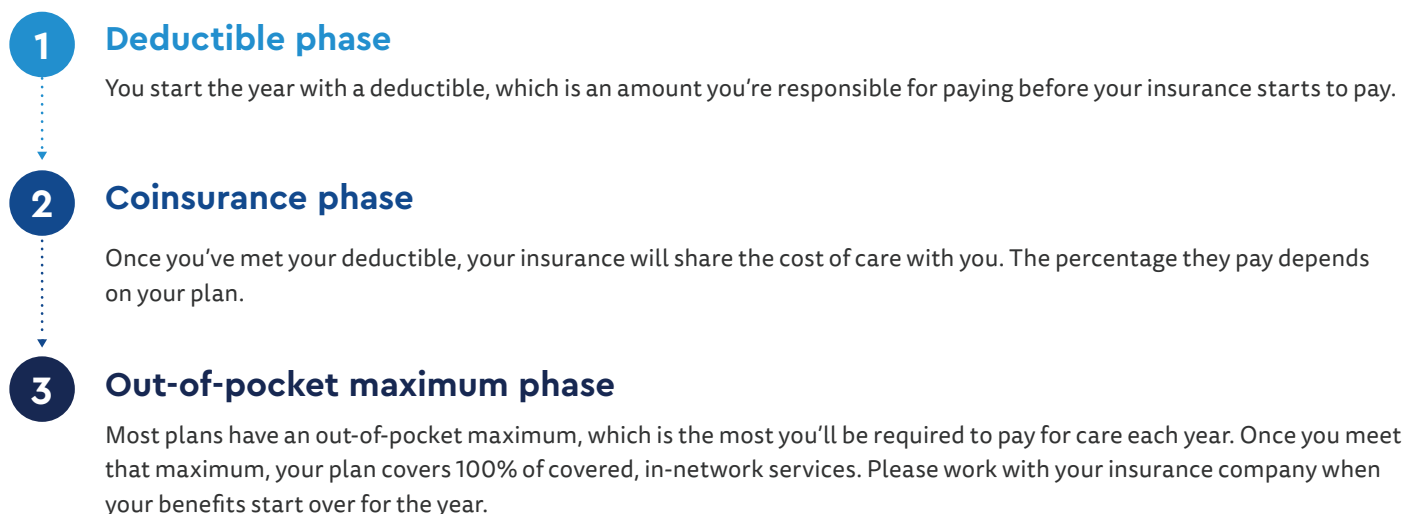 1
Deductible phase
You start the year with a deductible, which is an amount you're responsible for paying before your insurance starts to pay.
2
Coinsurance phase
Once you've met your deductible, your insurance will share the cost of care with you. The percentage they pay depends
on your plan.
3
Out-of-pocket maximum phase
Most plans have an out-of-pocket maximum, which is the most you'll be required to pay for care each year. Once you meet
that maximum, your plan covers 100% of covered, in-network services. Please work with your insurance company when
your benefits start over for the year.